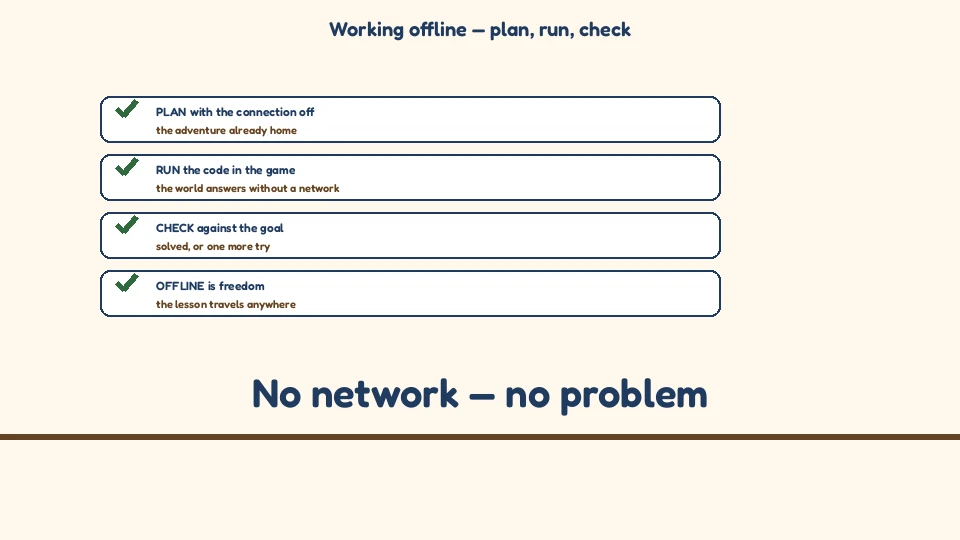 Working offline — plan, run, check
PLAN with the connection off
the adventure already home
RUN the code in the game
the world answers without a network
CHECK against the goal
solved, or one more try
OFFLINE is freedom
the lesson travels anywhere
No network — no problem